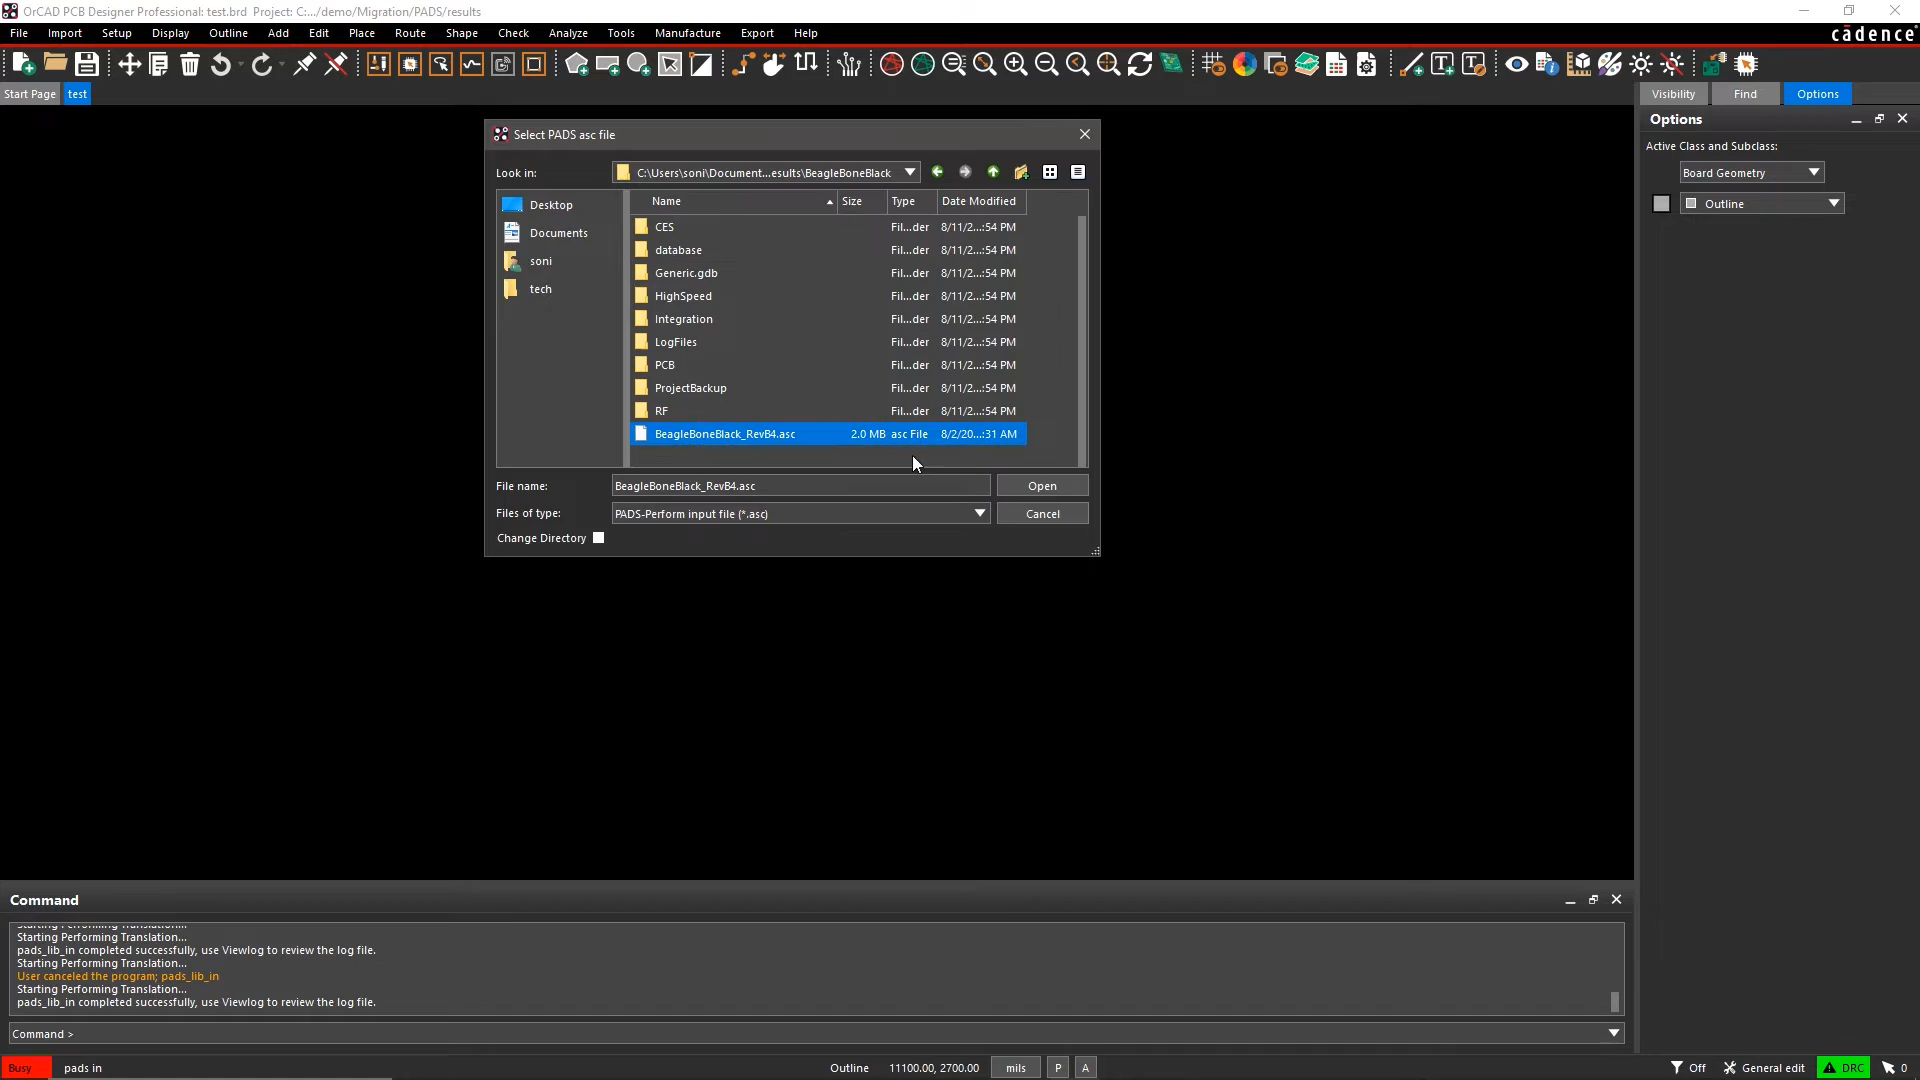 OrCAD PCB Designer Professional: test.brd  Project: C:.../demo/Migration/PADS/results
File Import Setup Display Outline Add Edit Place Route Shape Check Analyze Tools Manufacture Export Help
cādence
Start Page test
Visibility Find Options
Options
Active Class and Subclass:
Board Geometry
Outline
Select PADS asc file
Look in: C:\Users\soni\Document...esults\BeagleBoneBlack
Desktop
Documents
soni
tech
Name Size Type Date Modified
CES Fil...der 8/11/2...:54 PM
database Fil...der 8/11/2...:54 PM
Generic.gdb Fil...der 8/11/2...:54 PM
HighSpeed Fil...der 8/11/2...:54 PM
Integration Fil...der 8/11/2...:54 PM
LogFiles Fil...der 8/11/2...:54 PM
PCB Fil...der 8/11/2...:54 PM
ProjectBackup Fil...der 8/11/2...:54 PM
RF Fil...der 8/11/2...:54 PM
BeagleBoneBlack_RevB4.asc 2.0 MB asc File 8/2/20...:31 AM
File name: BeagleBoneBlack_RevB4.asc Open
Files of type: PADS-Perform input file (*.asc) Cancel
Change Directory
Command
Starting Performing Translation...
Starting Performing Translation...
pads_lib_in completed successfully, use Viewlog to review the log file.
Starting Performing Translation...
User canceled the program; pads_lib_in
Starting Performing Translation...
pads_lib_in completed successfully, use Viewlog to review the log file.
Command >
Busy pads in Outline 11100.00, 2700.00 mils P A Off General edit DRC 0